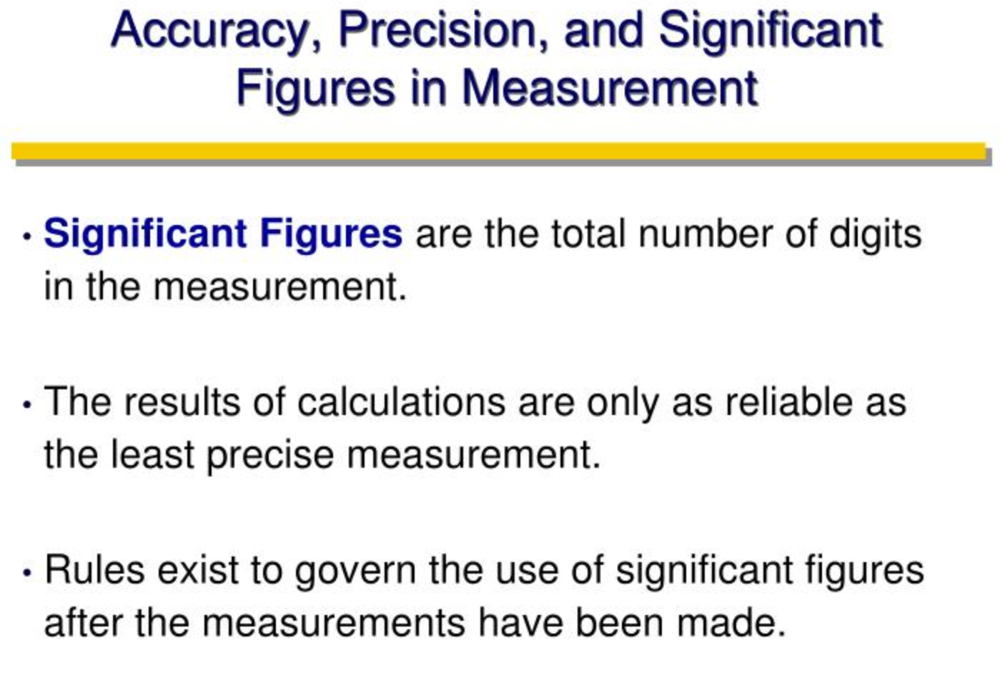 Accuracy, Precision, and Significant
Figures in Measurement
• Significant Figures are the total number of digits
in the measurement.
• The results of calculations are only as reliable as
the least precise measurement.
• Rules exist to govern the use of significant figures
after the measurements have been made.